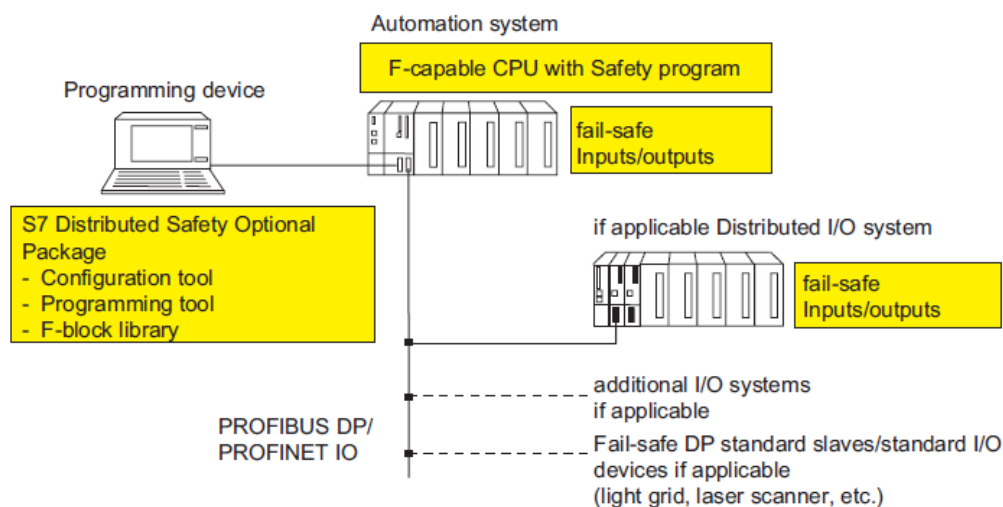 Automation system
F-capable CPU with Safety program
Programming device
fail-safe
Inputs/outputs
S7 Distributed Safety Optional
Package
- Configuration tool
- Programming tool
- F-block library
if applicable Distributed I/O system
fail-safe
Inputs/outputs
additional I/O systems
if applicable
PROFIBUS DP/
PROFINET IO
Fail-safe DP standard slaves/standard I/O
devices if applicable
(light grid, laser scanner, etc.)